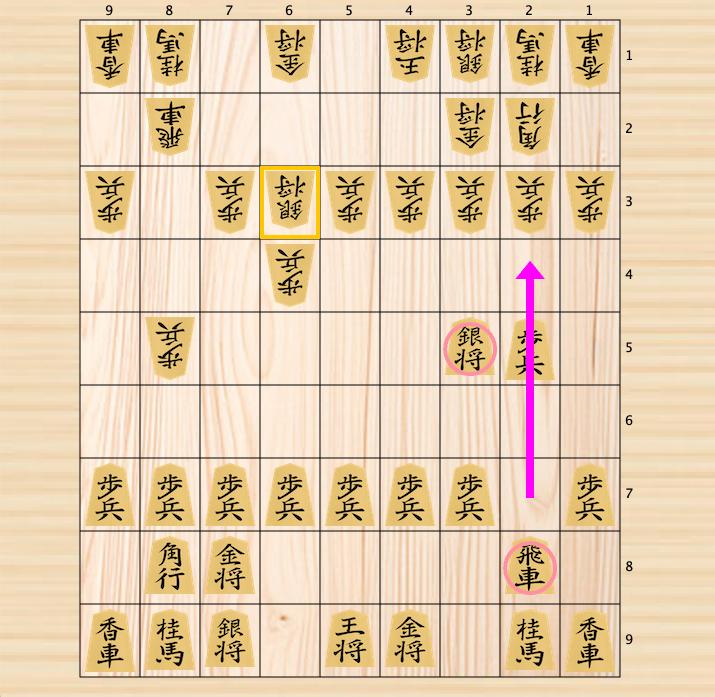 9 8 7 6 5 4 3 2 1
香車 桂馬 金将 王将 銀将 桂馬 香車 1
飛車 金将 角行 2
歩兵 歩兵 銀将 歩兵 歩兵 歩兵 歩兵 歩兵 3
歩兵 4
歩兵 銀将 歩兵 5
6
歩兵 歩兵 歩兵 歩兵 歩兵 歩兵 歩兵 歩兵 7
角行 金将 飛車 8
香車 桂馬 銀将 王将 金将 桂馬 香車 9